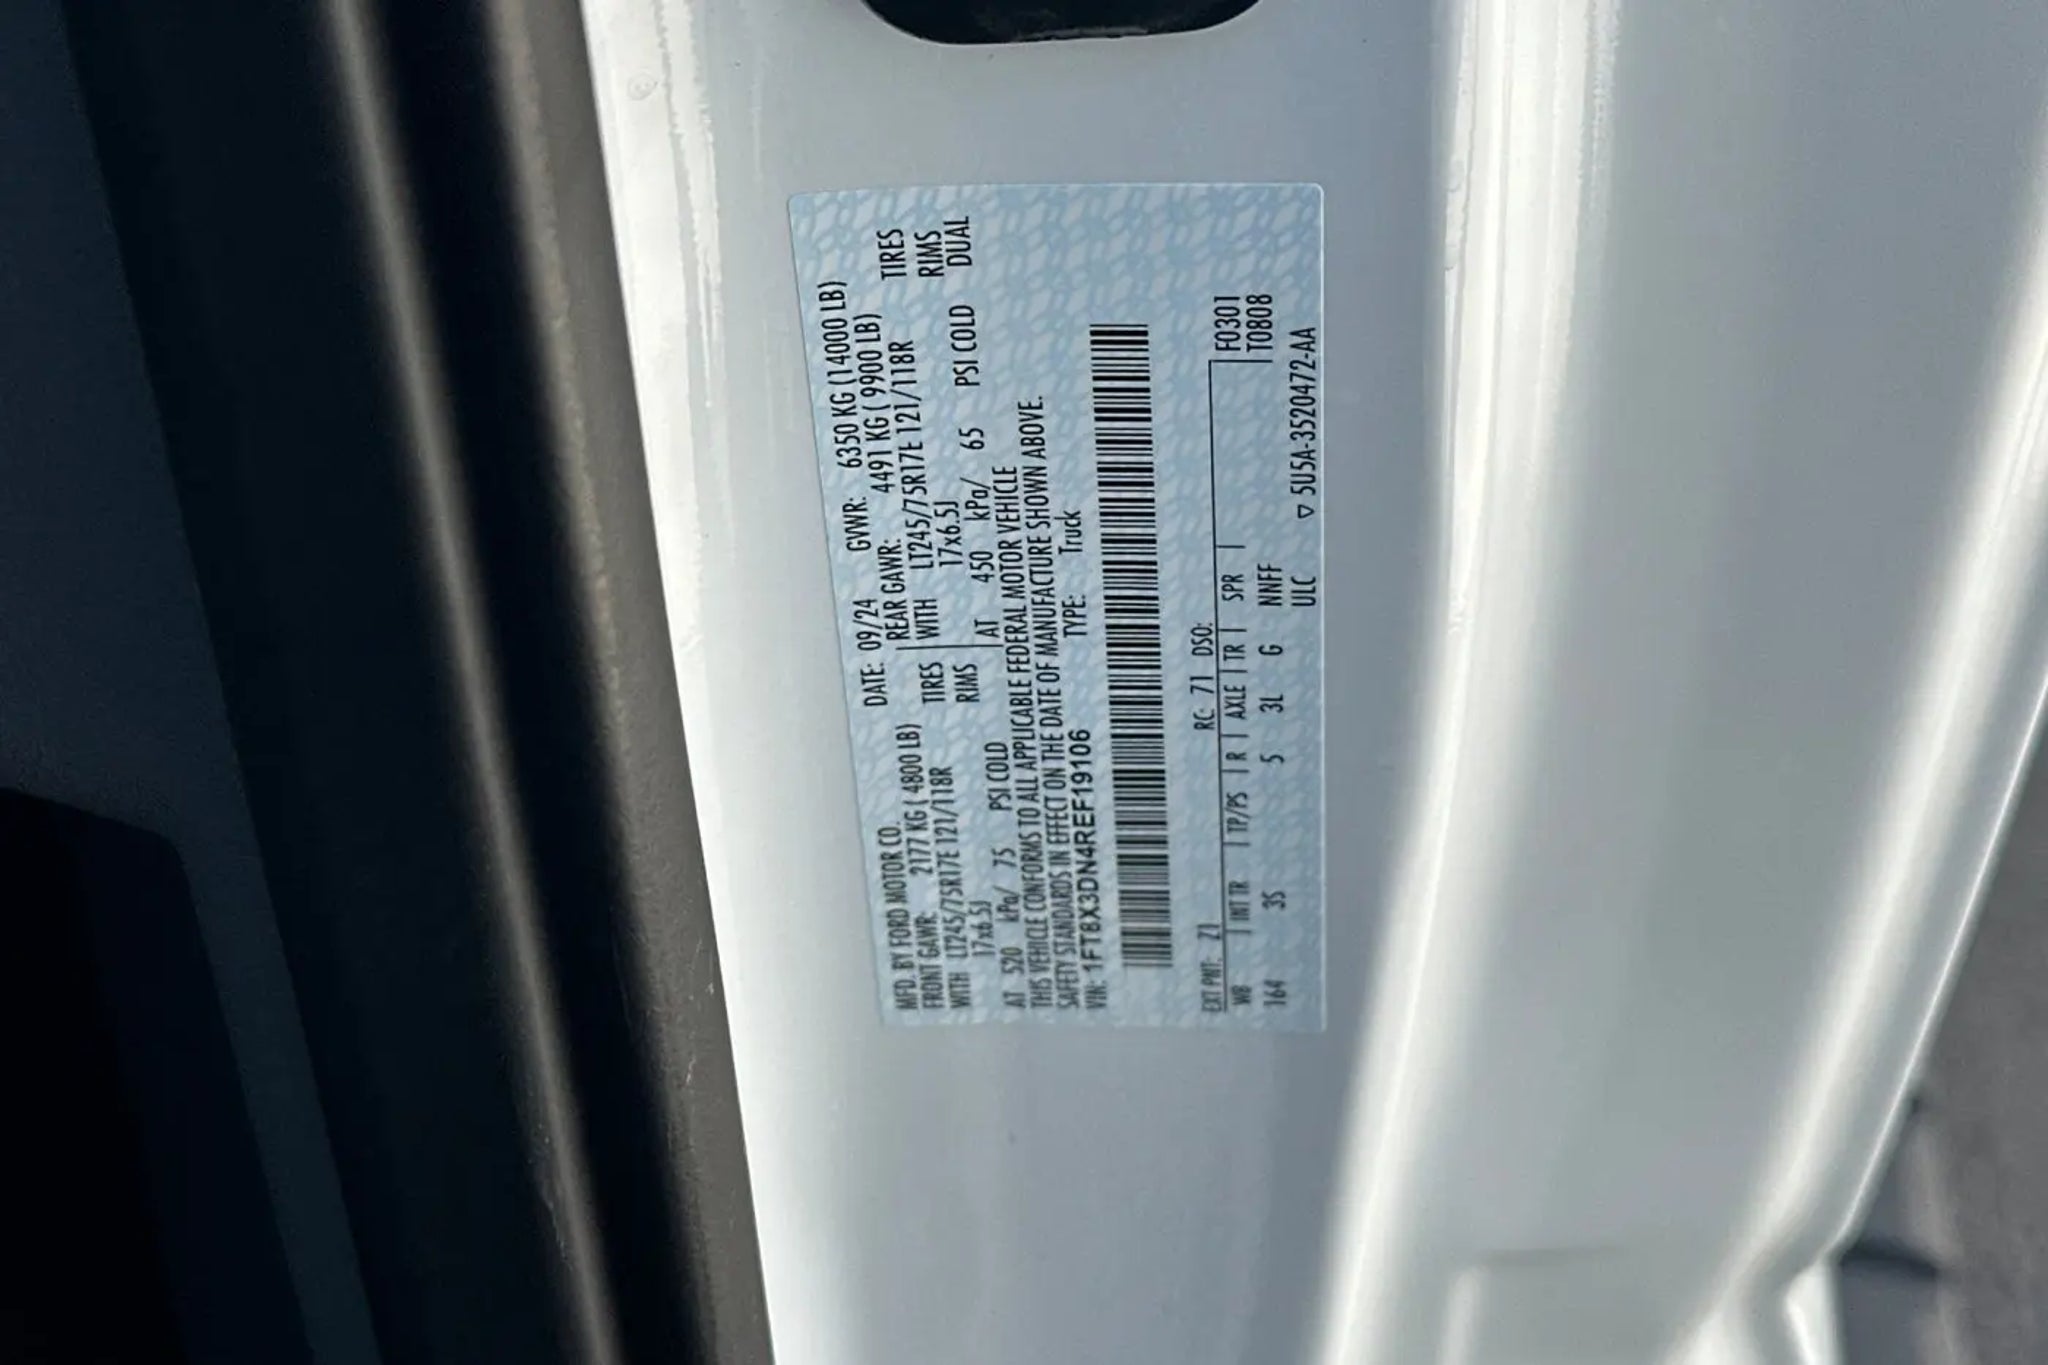 MFD. BY FORD MOTOR CO. DATE: 09/24 GVWR: 6350 KG (14000 LB)
FRONT GAWR: 2177 KG ( 4800 LB) REAR GAWR: 4491 KG ( 9900 LB)
WITH LT245/75R17E 121/118R TIRES WITH LT245/75R17E 121/118R TIRES
17x6.5J RIMS 17x6.5J RIMS
AT 520 kPa/ 75 PSI COLD AT 450 kPa/ 65 PSI COLD DUAL
THIS VEHICLE CONFORMS TO ALL APPLICABLE FEDERAL MOTOR VEHICLE
SAFETY STANDARDS IN EFFECT ON THE DATE OF MANUFACTURE SHOWN ABOVE.
VIN: 1FT8X3DN4REF19106 TYPE: Truck
EXT PNT: Z1 RC: 71 DSO: F0301
WB | INT TR | TP/PS | R | AXLE | TR | SPR | T0808
164 3S 5 3L G NNFF
ULC ▽ 5U5A-3520472-AA